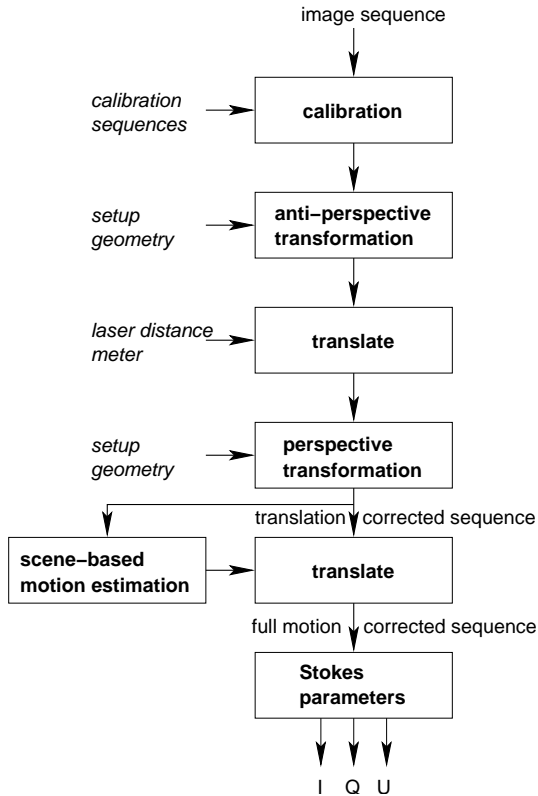 image sequence
calibration
sequences
calibration
setup
geometry
anti-perspective
transformation
laser distance
meter
translate
setup
geometry
perspective
transformation
translation corrected sequence
scene-based
motion estimation
translate
full motion corrected sequence
Stokes
parameters
I Q U